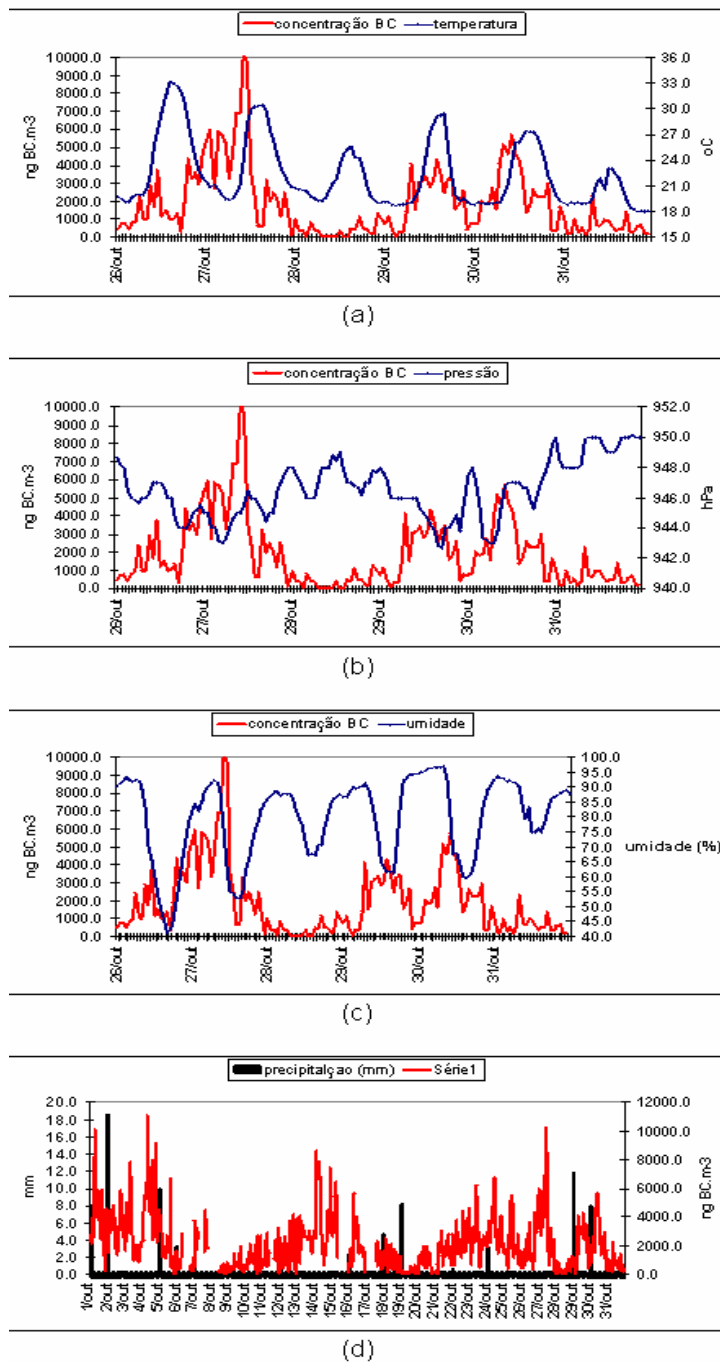 concentração BC temperatura
ng BC.m-3
10000.0
9000.0
8000.0
7000.0
6000.0
5000.0
4000.0
3000.0
2000.0
1000.0
0.0
36.0
33.0
30.0
27.0
24.0
21.0
18.0
15.0
oC
26/out
27/out
28/out
29/out
30/out
31/out
(a)
concentração BC pressão
ng BC.m-3
10000.0
9000.0
8000.0
7000.0
6000.0
5000.0
4000.0
3000.0
2000.0
1000.0
0.0
952.0
950.0
948.0
946.0
944.0
942.0
940.0
hPa
26/out
27/out
28/out
29/out
30/out
31/out
(b)
concentração BC umidade
ng BC.m-3
10000.0
9000.0
8000.0
7000.0
6000.0
5000.0
4000.0
3000.0
2000.0
1000.0
0.0
100.0
95.0
90.0
85.0
80.0
75.0
70.0
65.0
60.0
55.0
50.0
45.0
40.0
umidade (%)
26/out
27/out
28/out
29/out
30/out
31/out
(c)
precipitalçao (mm) Série1
mm
20.0
18.0
16.0
14.0
12.0
10.0
8.0
6.0
4.0
2.0
0.0
12000.0
10000.0
8000.0
6000.0
4000.0
2000.0
0.0
ng BC.m-3
1/out
2/out
3/out
4/out
5/out
6/out
7/out
8/out
9/out
10/out
11/out
12/out
13/out
14/out
15/out
16/out
17/out
18/out
19/out
20/out
21/out
22/out
23/out
24/out
25/out
26/out
27/out
28/out
29/out
30/out
31/out
(d)